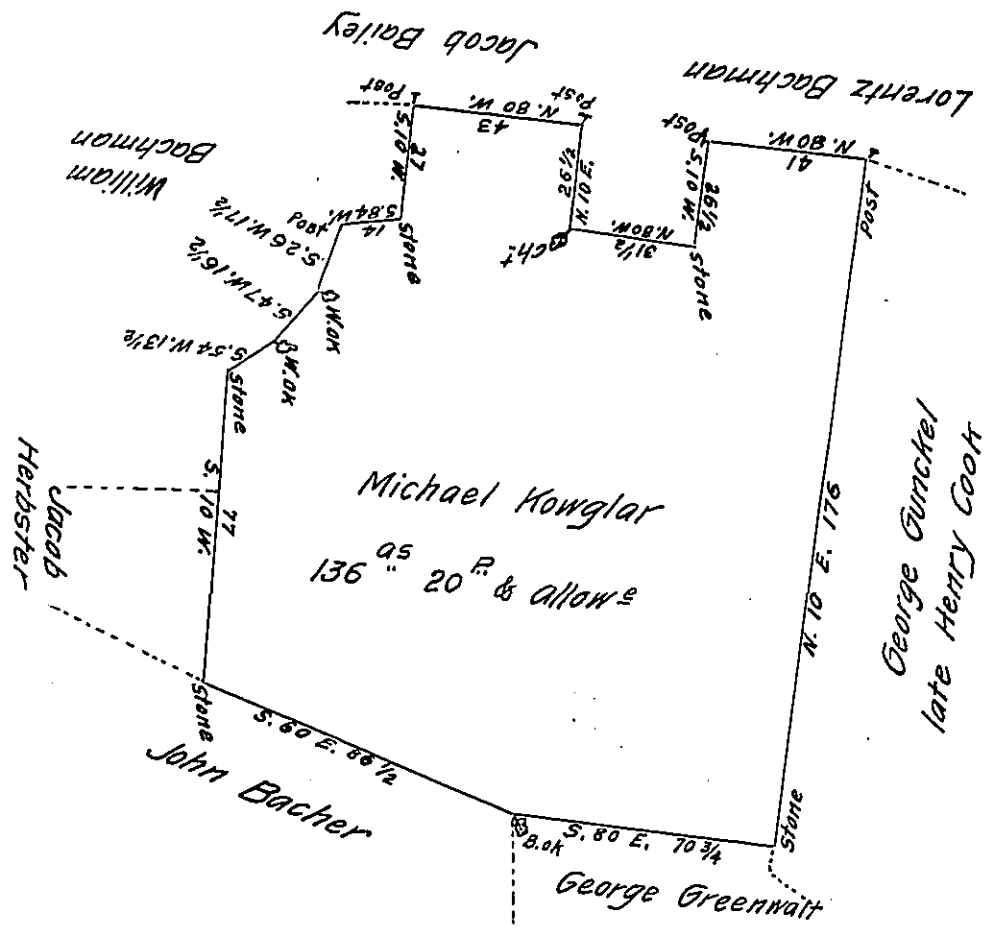 Jacob Bailey
Lorentz Bachman
William
Bachman
Post
N. 80 W.
43
Post
S. 10 W.
27
N. 10 E.
26 1/2
Post
N. 80 W.
41
S. 10 W.
26 1/2
Post
S. 84 W.
14
Post
stone
Cht
N. 80 W.
31 1/2
stone
S. 26 W. 17 1/2
S. 47 W. 16 1/2
S. 54 W. 13 1/2
W.ok
W.ok
stone
S. 10 W.
77
Jacob
Herbster
Michael Kowglar
136 as 20 P. & allowe
N. 10 E. 176
George Gunckel
late Henry Cook
stone
S. 60 E. 86 1/2
John Bacher
B.ok
S. 80 E. 70 3/4
Stone
George Greenwalt